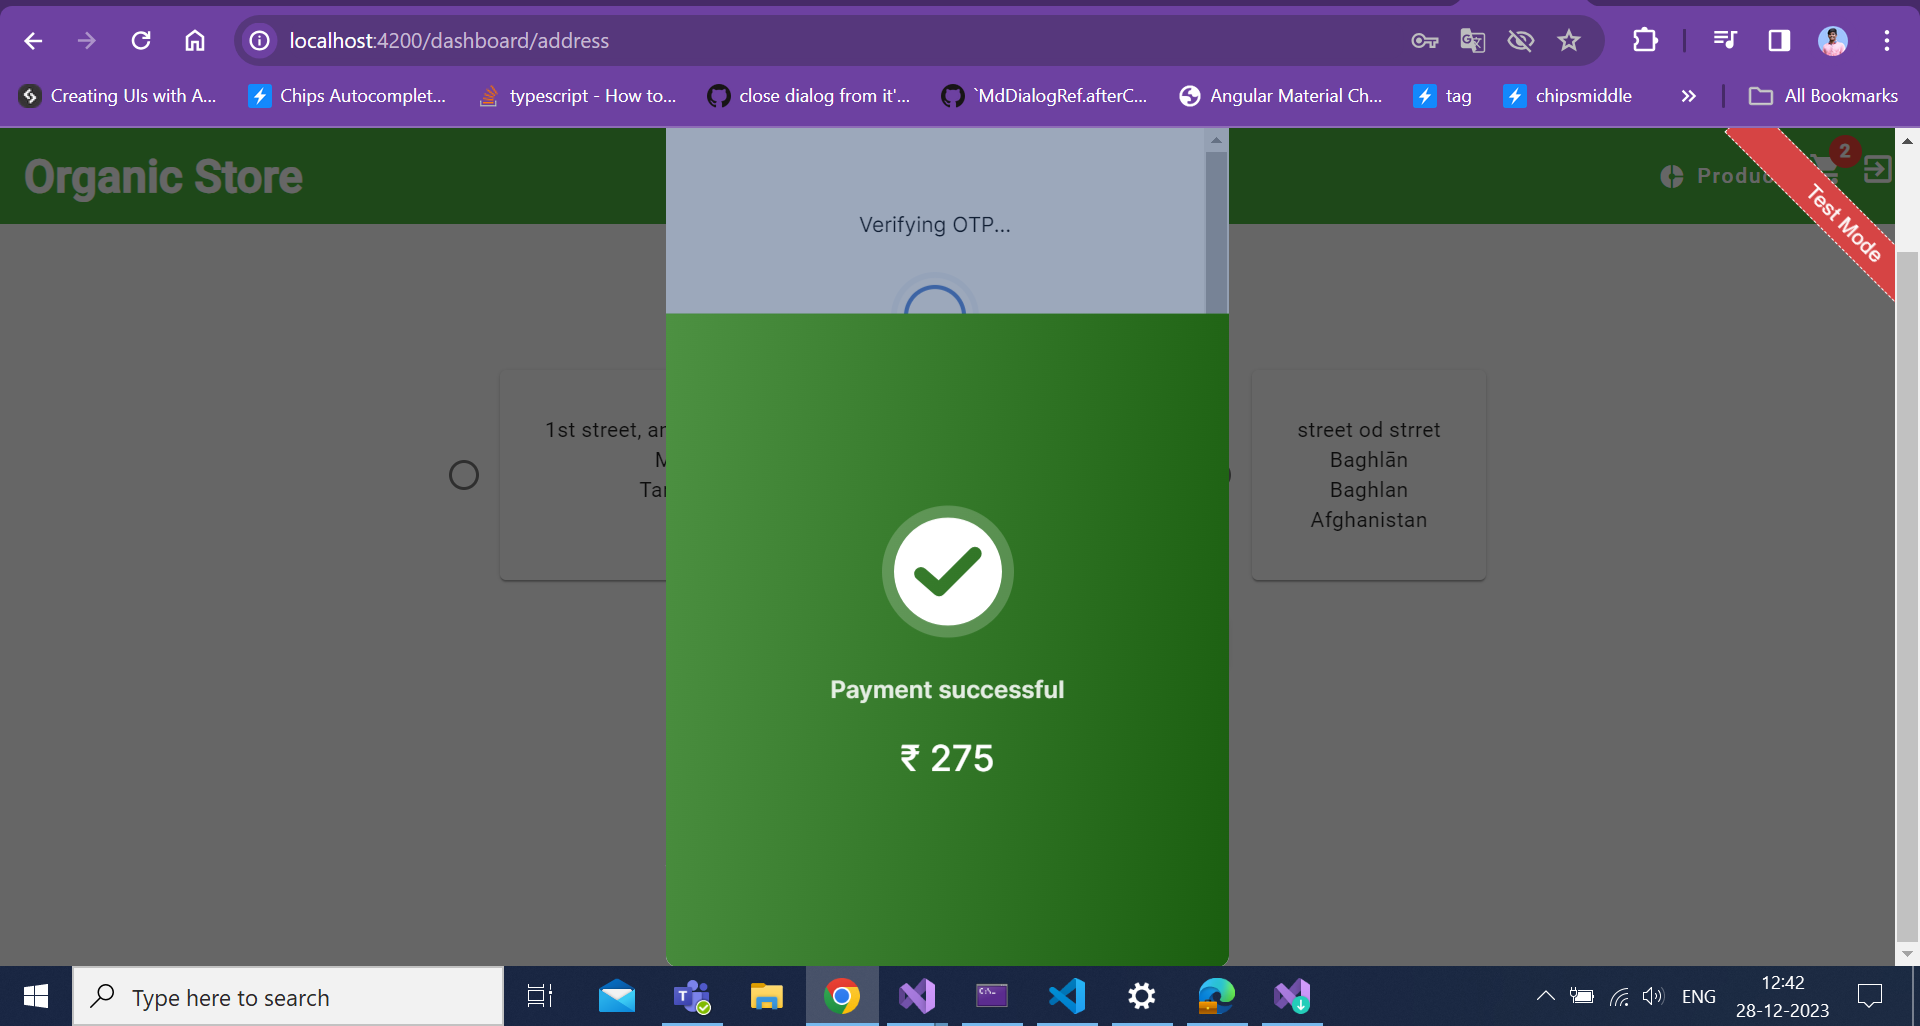 localhost:4200/dashboard/address
Creating UIs with A...
Chips Autocomplet...
typescript - How to...
close dialog from it'...
`MdDialogRef.afterC...
Angular Material Ch...
tag
chipsmiddle
»
All Bookmarks
Organic Store
Produc
2
Test Mode
Verifying OTP...
1st street, ar
M
Tar
street od strret
Baghlān
Baghlan
Afghanistan
Payment successful
₹ 275
Type here to search
ENG
12:42
28-12-2023